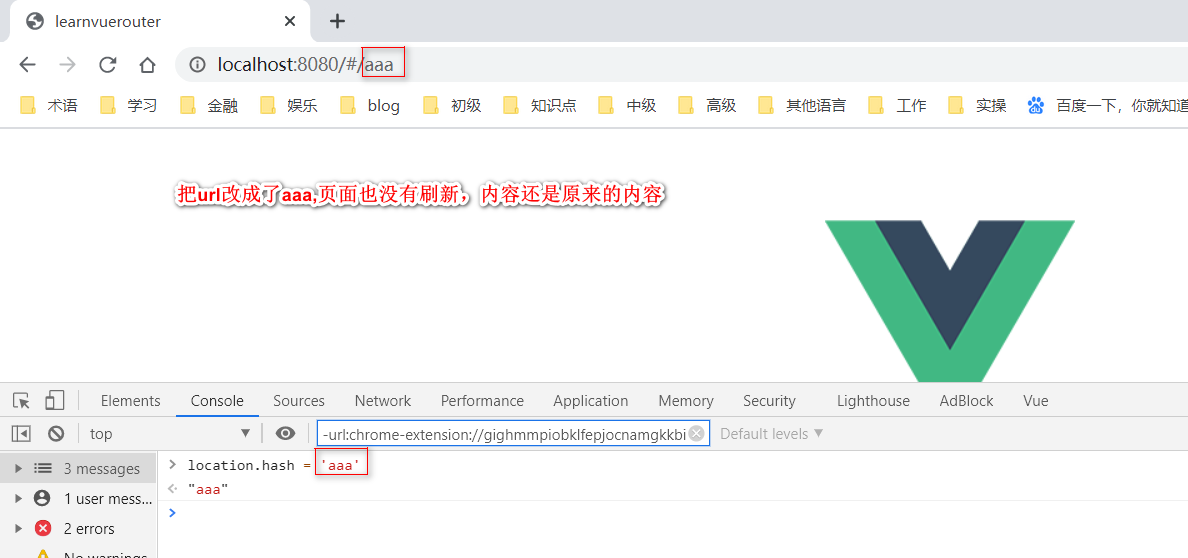 learnvuerouter
localhost:8080/#/aaa
术语 学习 金融 娱乐 blog 初级 知识点 中级 高级 其他语言 工作 实操 百度一下，你就知道
把url改成了aaa,页面也没有刷新，内容还是原来的内容
Elements Console Sources Network Performance Application Memory Security Lighthouse AdBlock Vue
top -url:chrome-extension://gighmmpiobklfepjocnamgkkbi Default levels
3 messages
> location.hash = 'aaa'
"aaa"
1 user mess...
2 errors
No warnings